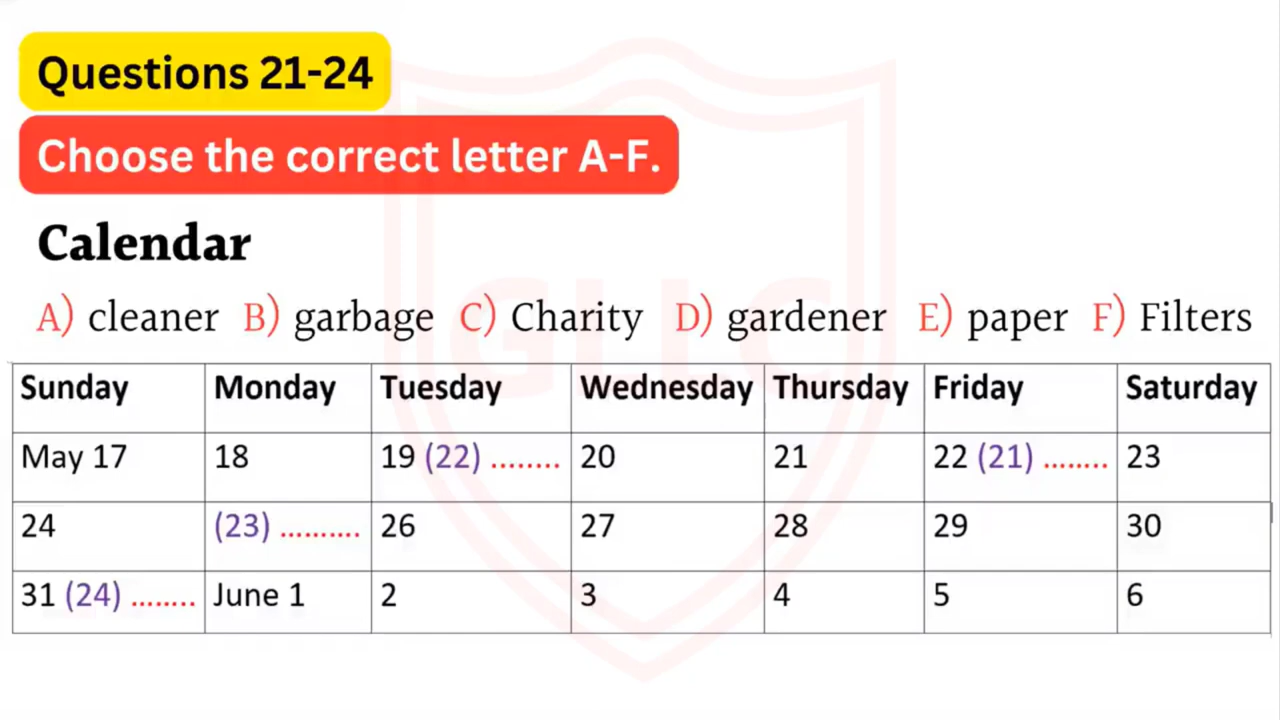 Questions 21-24
Choose the correct letter A-F.
Calendar
A) cleaner B) garbage C) Charity D) gardener E) paper F) Filters
Sunday Monday Tuesday Wednesday Thursday Friday Saturday
May 17 18 19 (22) ........ 20 21 22 (21) ........ 23
24 (23) .......... 26 27 28 29 30
31 (24) ........ June 1 2 3 4 5 6
GLLC